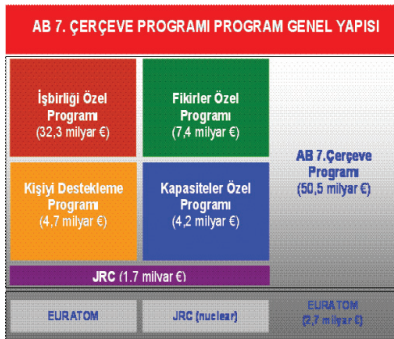 AB 7. ÇERÇEVE PROGRAMI PROGRAM GENEL YAPISI
İşbirliği Özel
Programı
(32,3 milyar €)
Fikirler Özel
Programı
(7,4 milyar €)
AB 7.Çerçeve
Programı
(50,5 milyar €)
Kişiyi Destekleme
Programı
(4,7 milyar €)
Kapasiteler Özel
Programı
(4,2 milyar €)
JRC (1.7 milyar €)
EURATOM
JRC (nuclear)
EURATOM
(2,7 milyar €)